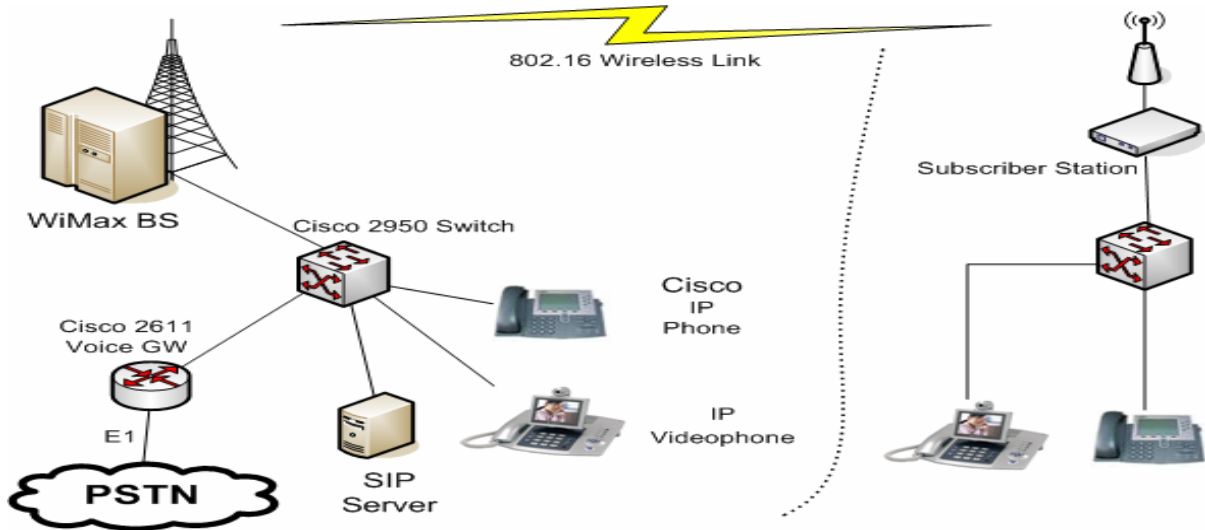 802.16 Wireless Link
Subscriber Station
WiMax BS
Cisco 2950 Switch
Cisco
IP
Phone
Cisco 2611
Voice GW
IP
Videophone
E1
SIP
Server
PSTN